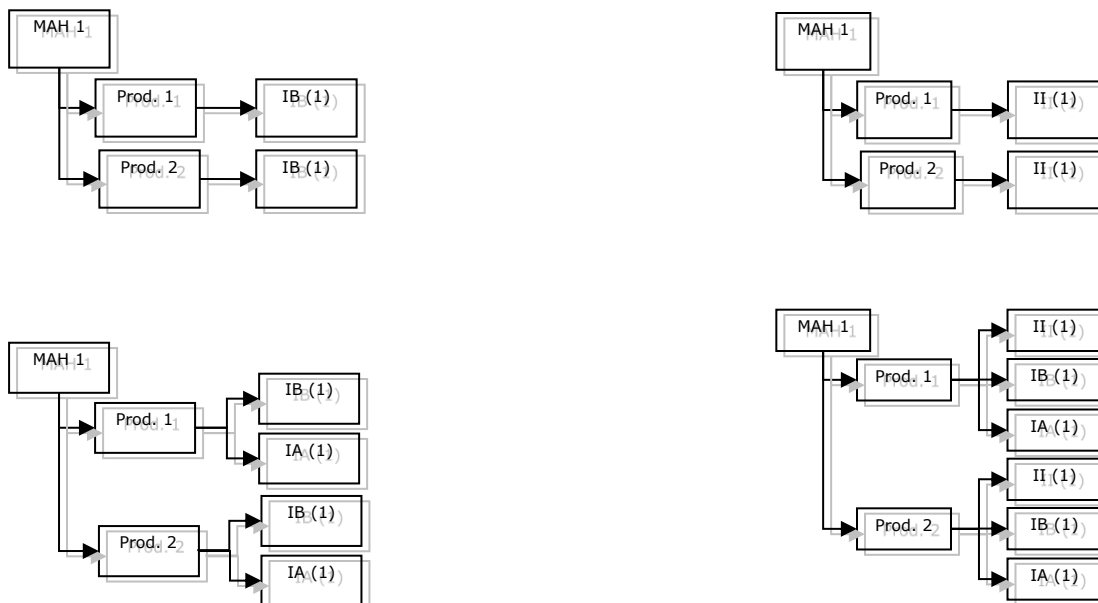 MAH 1
Prod. 1
IB (1)
Prod. 2
IB (1)
MAH 1
Prod. 1
II (1)
Prod. 2
II (1)
MAH 1
Prod. 1
IB (1)
IA (1)
Prod. 2
IB (1)
IA (1)
MAH 1
Prod. 1
II (1)
IB (1)
IA (1)
Prod. 2
II (1)
IB (1)
IA (1)